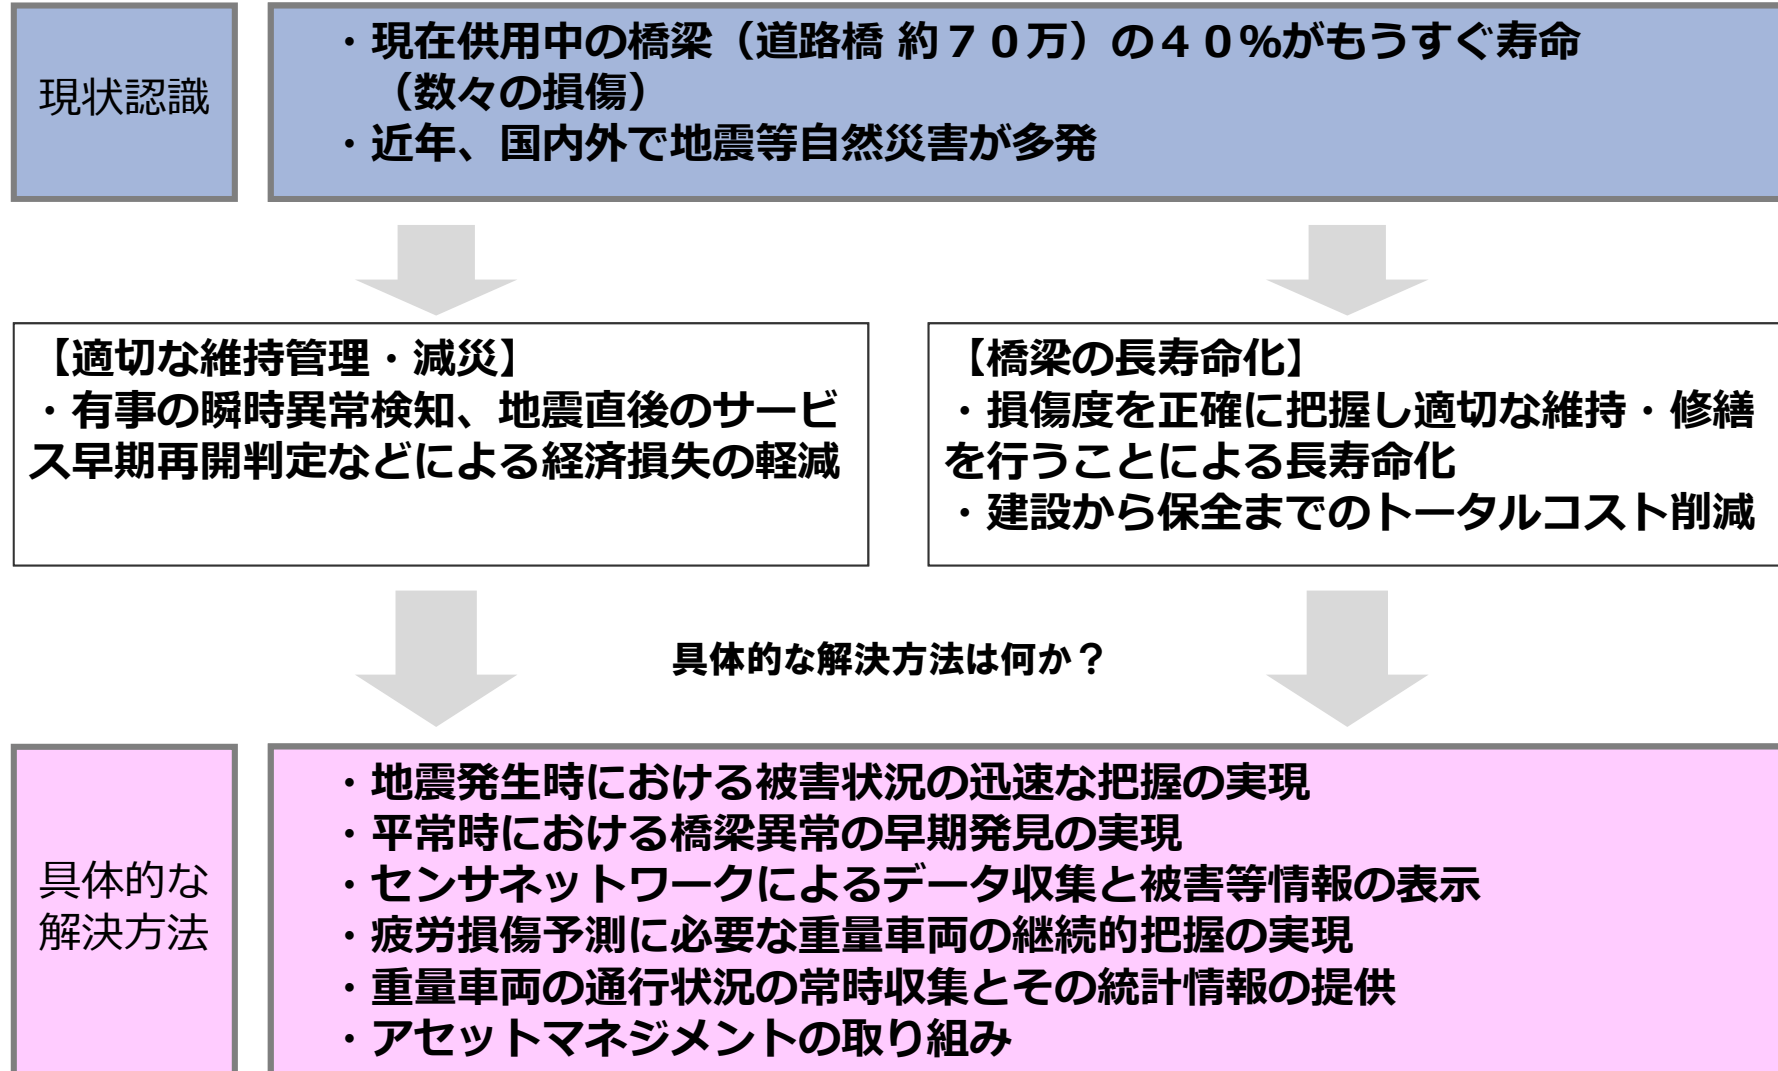 現状認識
・現在供用中の橋梁（道路橋 約７０万）の４０%がもうすぐ寿命
（数々の損傷）
・近年、国内外で地震等自然災害が多発
【適切な維持管理・減災】
・有事の瞬時異常検知、地震直後のサービ
ス早期再開判定などによる経済損失の軽減
【橋梁の長寿命化】
・損傷度を正確に把握し適切な維持・修繕
を行うことによる長寿命化
・建設から保全までのトータルコスト削減
具体的な解決方法は何か？
具体的な
解決方法
・地震発生時における被害状況の迅速な把握の実現
・平常時における橋梁異常の早期発見の実現
・センサネットワークによるデータ収集と被害等情報の表示
・疲労損傷予測に必要な重量車両の継続的把握の実現
・重量車両の通行状況の常時収集とその統計情報の提供
・アセットマネジメントの取り組み